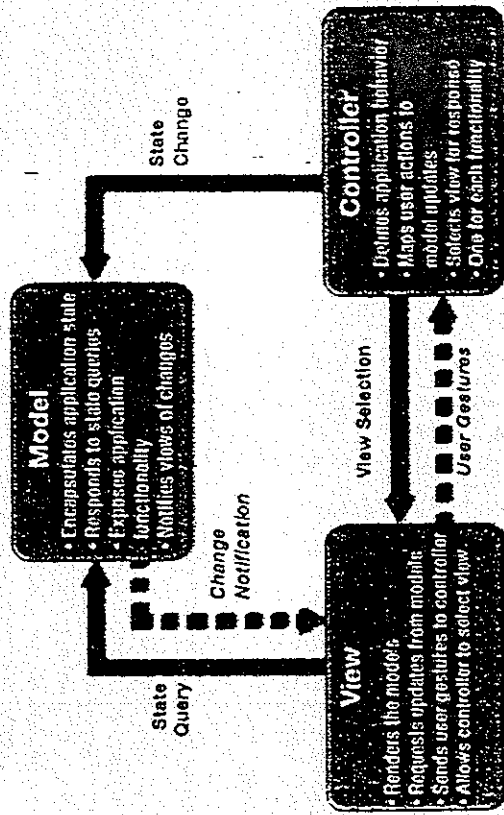 Model
• Encapsulates application state
• Responds to state queries
• Exposes application
functionality
• Notifies views of changes
State
Query
Change
Notification
State
Change
View
• Renders the models
• Requests updates from models
• Sends user gestures to controller
• Allows controller to select view
View Selection
User Gestures
Controller
• Defines application behavior
• Maps user actions to
model updates
• Selects view for response
• One for each functionality